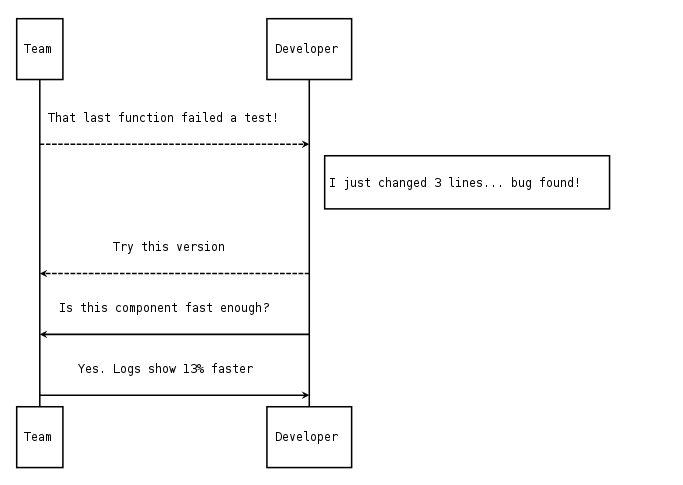 Team
Developer
That last function failed a test!
I just changed 3 lines... bug found!
Try this version
Is this component fast enough?
Yes. Logs show 13% faster
Team
Developer